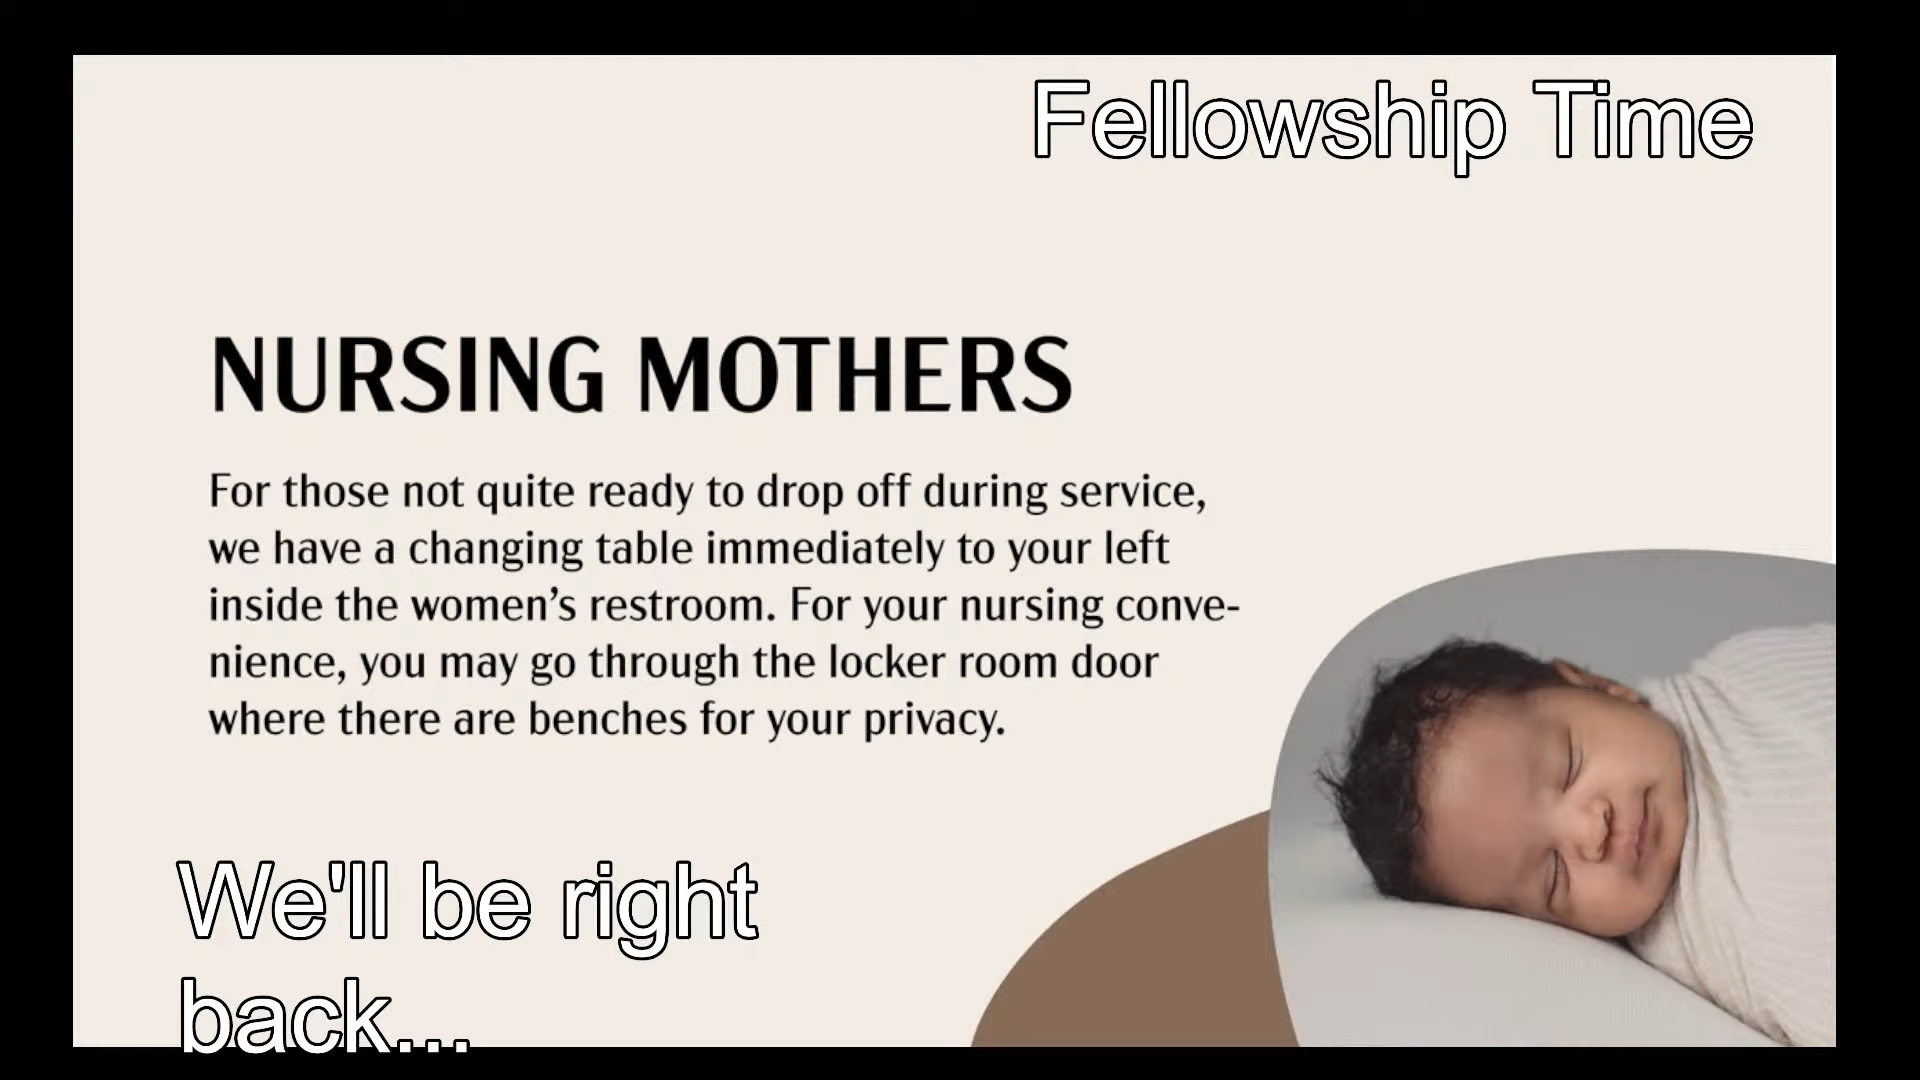 Fellowship Time
NURSING MOTHERS
For those not quite ready to drop off during service,
we have a changing table immediately to your left
inside the women’s restroom. For your nursing conve-
nience, you may go through the locker room door
where there are benches for your privacy.
We'll be right
back...